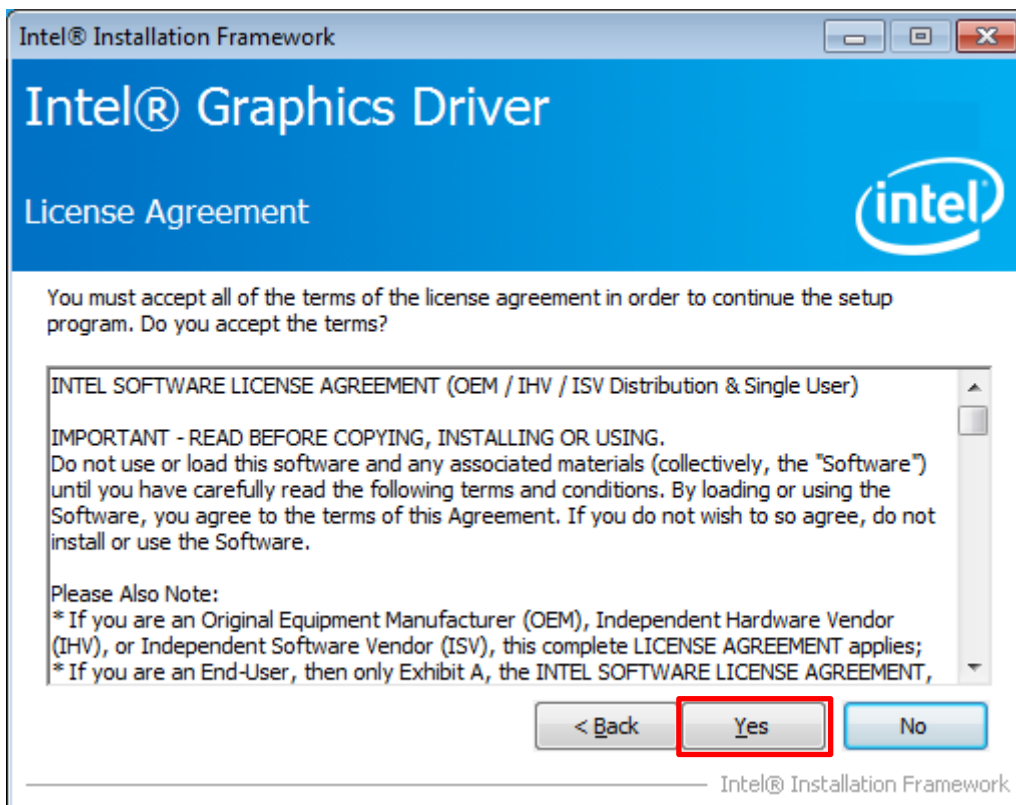 Intel® Installation Framework
Intel® Graphics Driver
License Agreement
intel
You must accept all of the terms of the license agreement in order to continue the setup
program. Do you accept the terms?
INTEL SOFTWARE LICENSE AGREEMENT (OEM / IHV / ISV Distribution & Single User)
IMPORTANT - READ BEFORE COPYING, INSTALLING OR USING.
Do not use or load this software and any associated materials (collectively, the "Software")
until you have carefully read the following terms and conditions. By loading or using the
Software, you agree to the terms of this Agreement. If you do not wish to so agree, do not
install or use the Software.
Please Also Note:
* If you are an Original Equipment Manufacturer (OEM), Independent Hardware Vendor
(IHV), or Independent Software Vendor (ISV), this complete LICENSE AGREEMENT applies;
* If you are an End-User, then only Exhibit A, the INTEL SOFTWARE LICENSE AGREEMENT,
< Back Yes No
Intel® Installation Framework